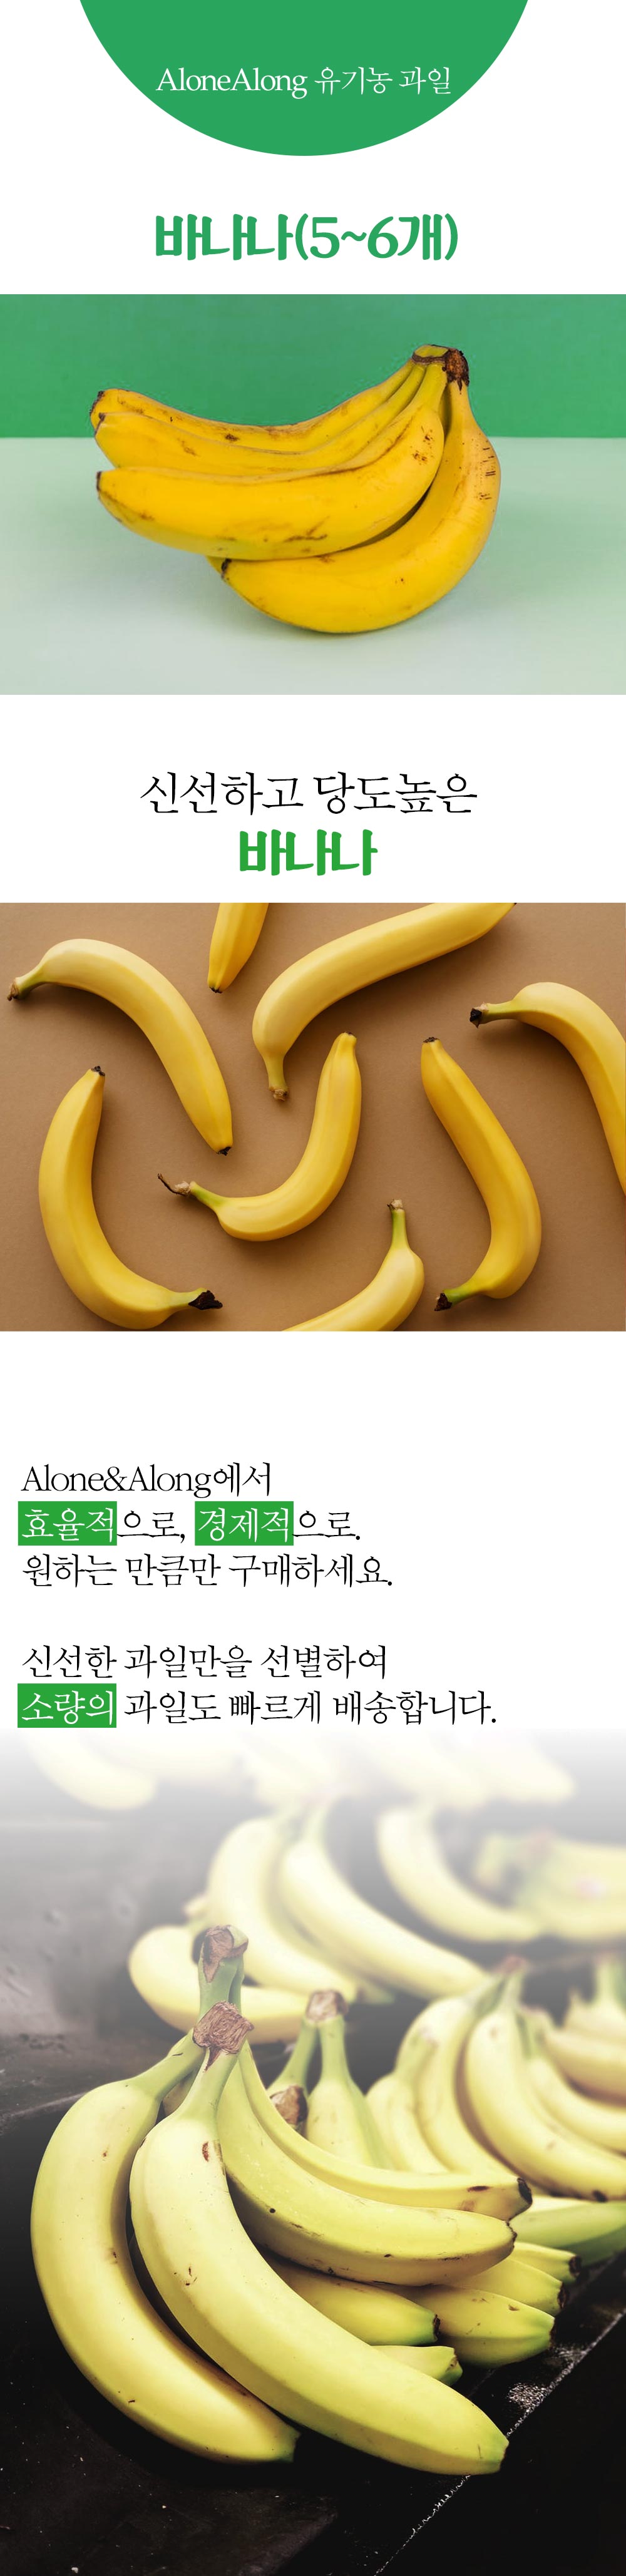 AloneAlong 유기농 과일
바나나(5~6개)
신선하고 당도높은
바나나
Alone&Along에서
효율적으로, 경제적으로.
원하는 만큼만 구매하세요.
신선한 과일만을 선별하여
소량의 과일도 빠르게 배송합니다.